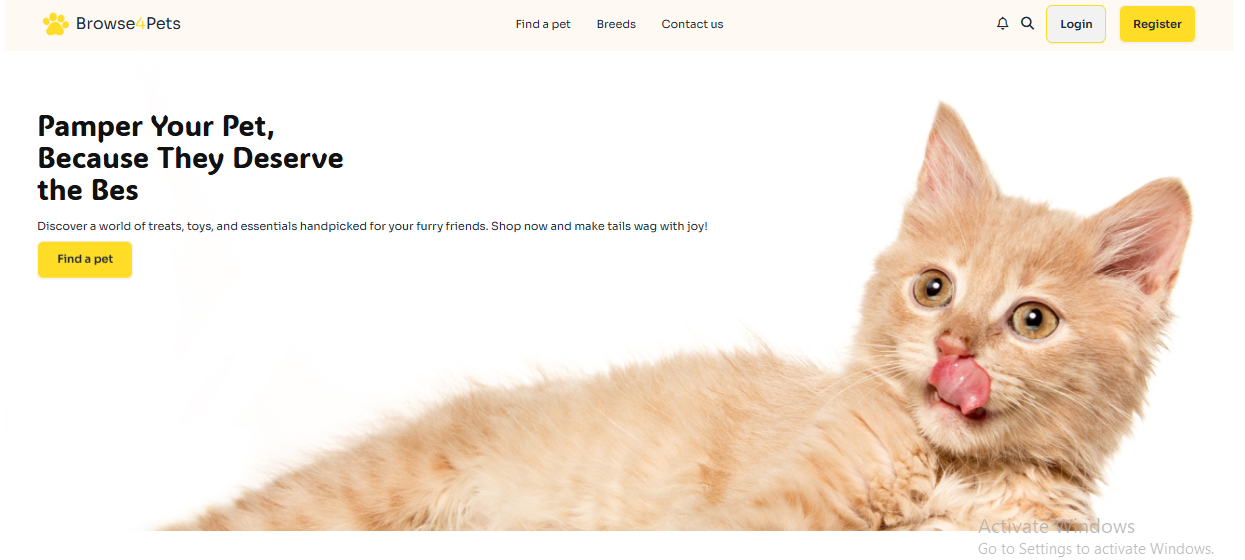 Browse4Pets
Find a pet
Breeds
Contact us
Login
Register
Pamper Your Pet,
Because They Deserve
the Bes
Discover a world of treats, toys, and essentials handpicked for your furry friends. Shop now and make tails wag with joy!
Find a pet
Activate Windows
Go to Settings to activate Windows.